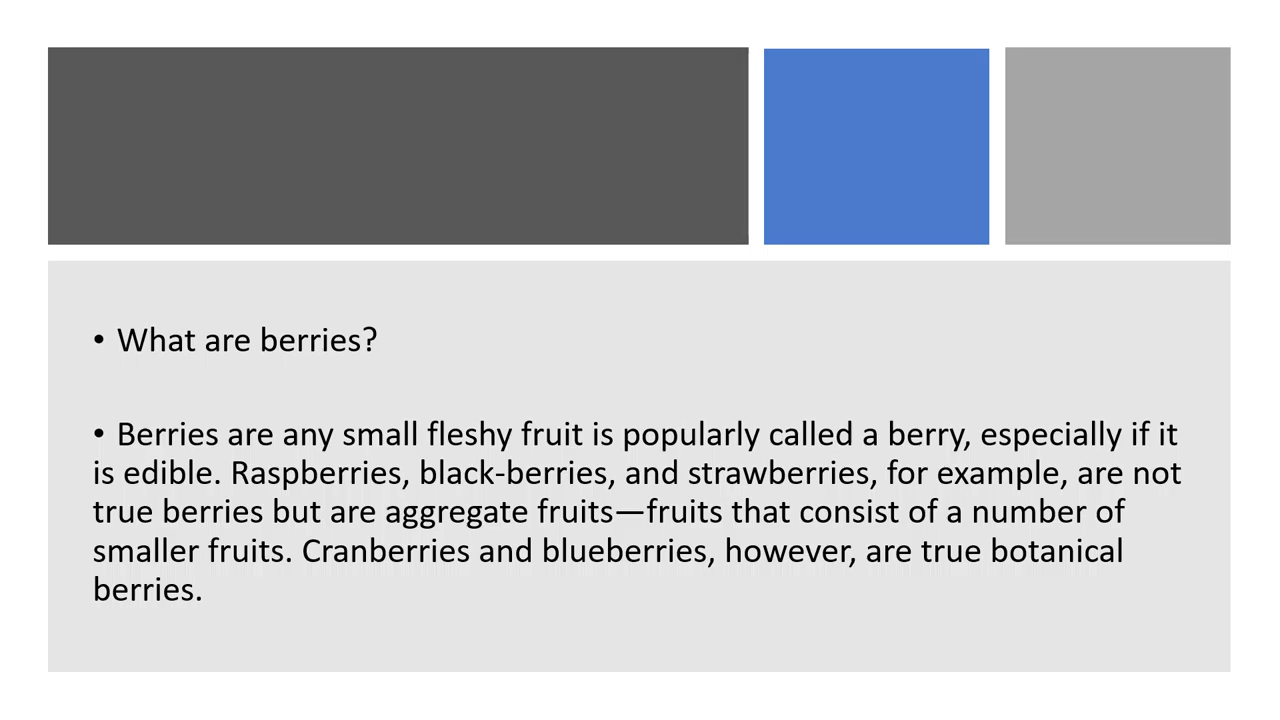 • What are berries?
• Berries are any small fleshy fruit is popularly called a berry, especially if it
is edible. Raspberries, black-berries, and strawberries, for example, are not
true berries but are aggregate fruits—fruits that consist of a number of
smaller fruits. Cranberries and blueberries, however, are true botanical
berries.